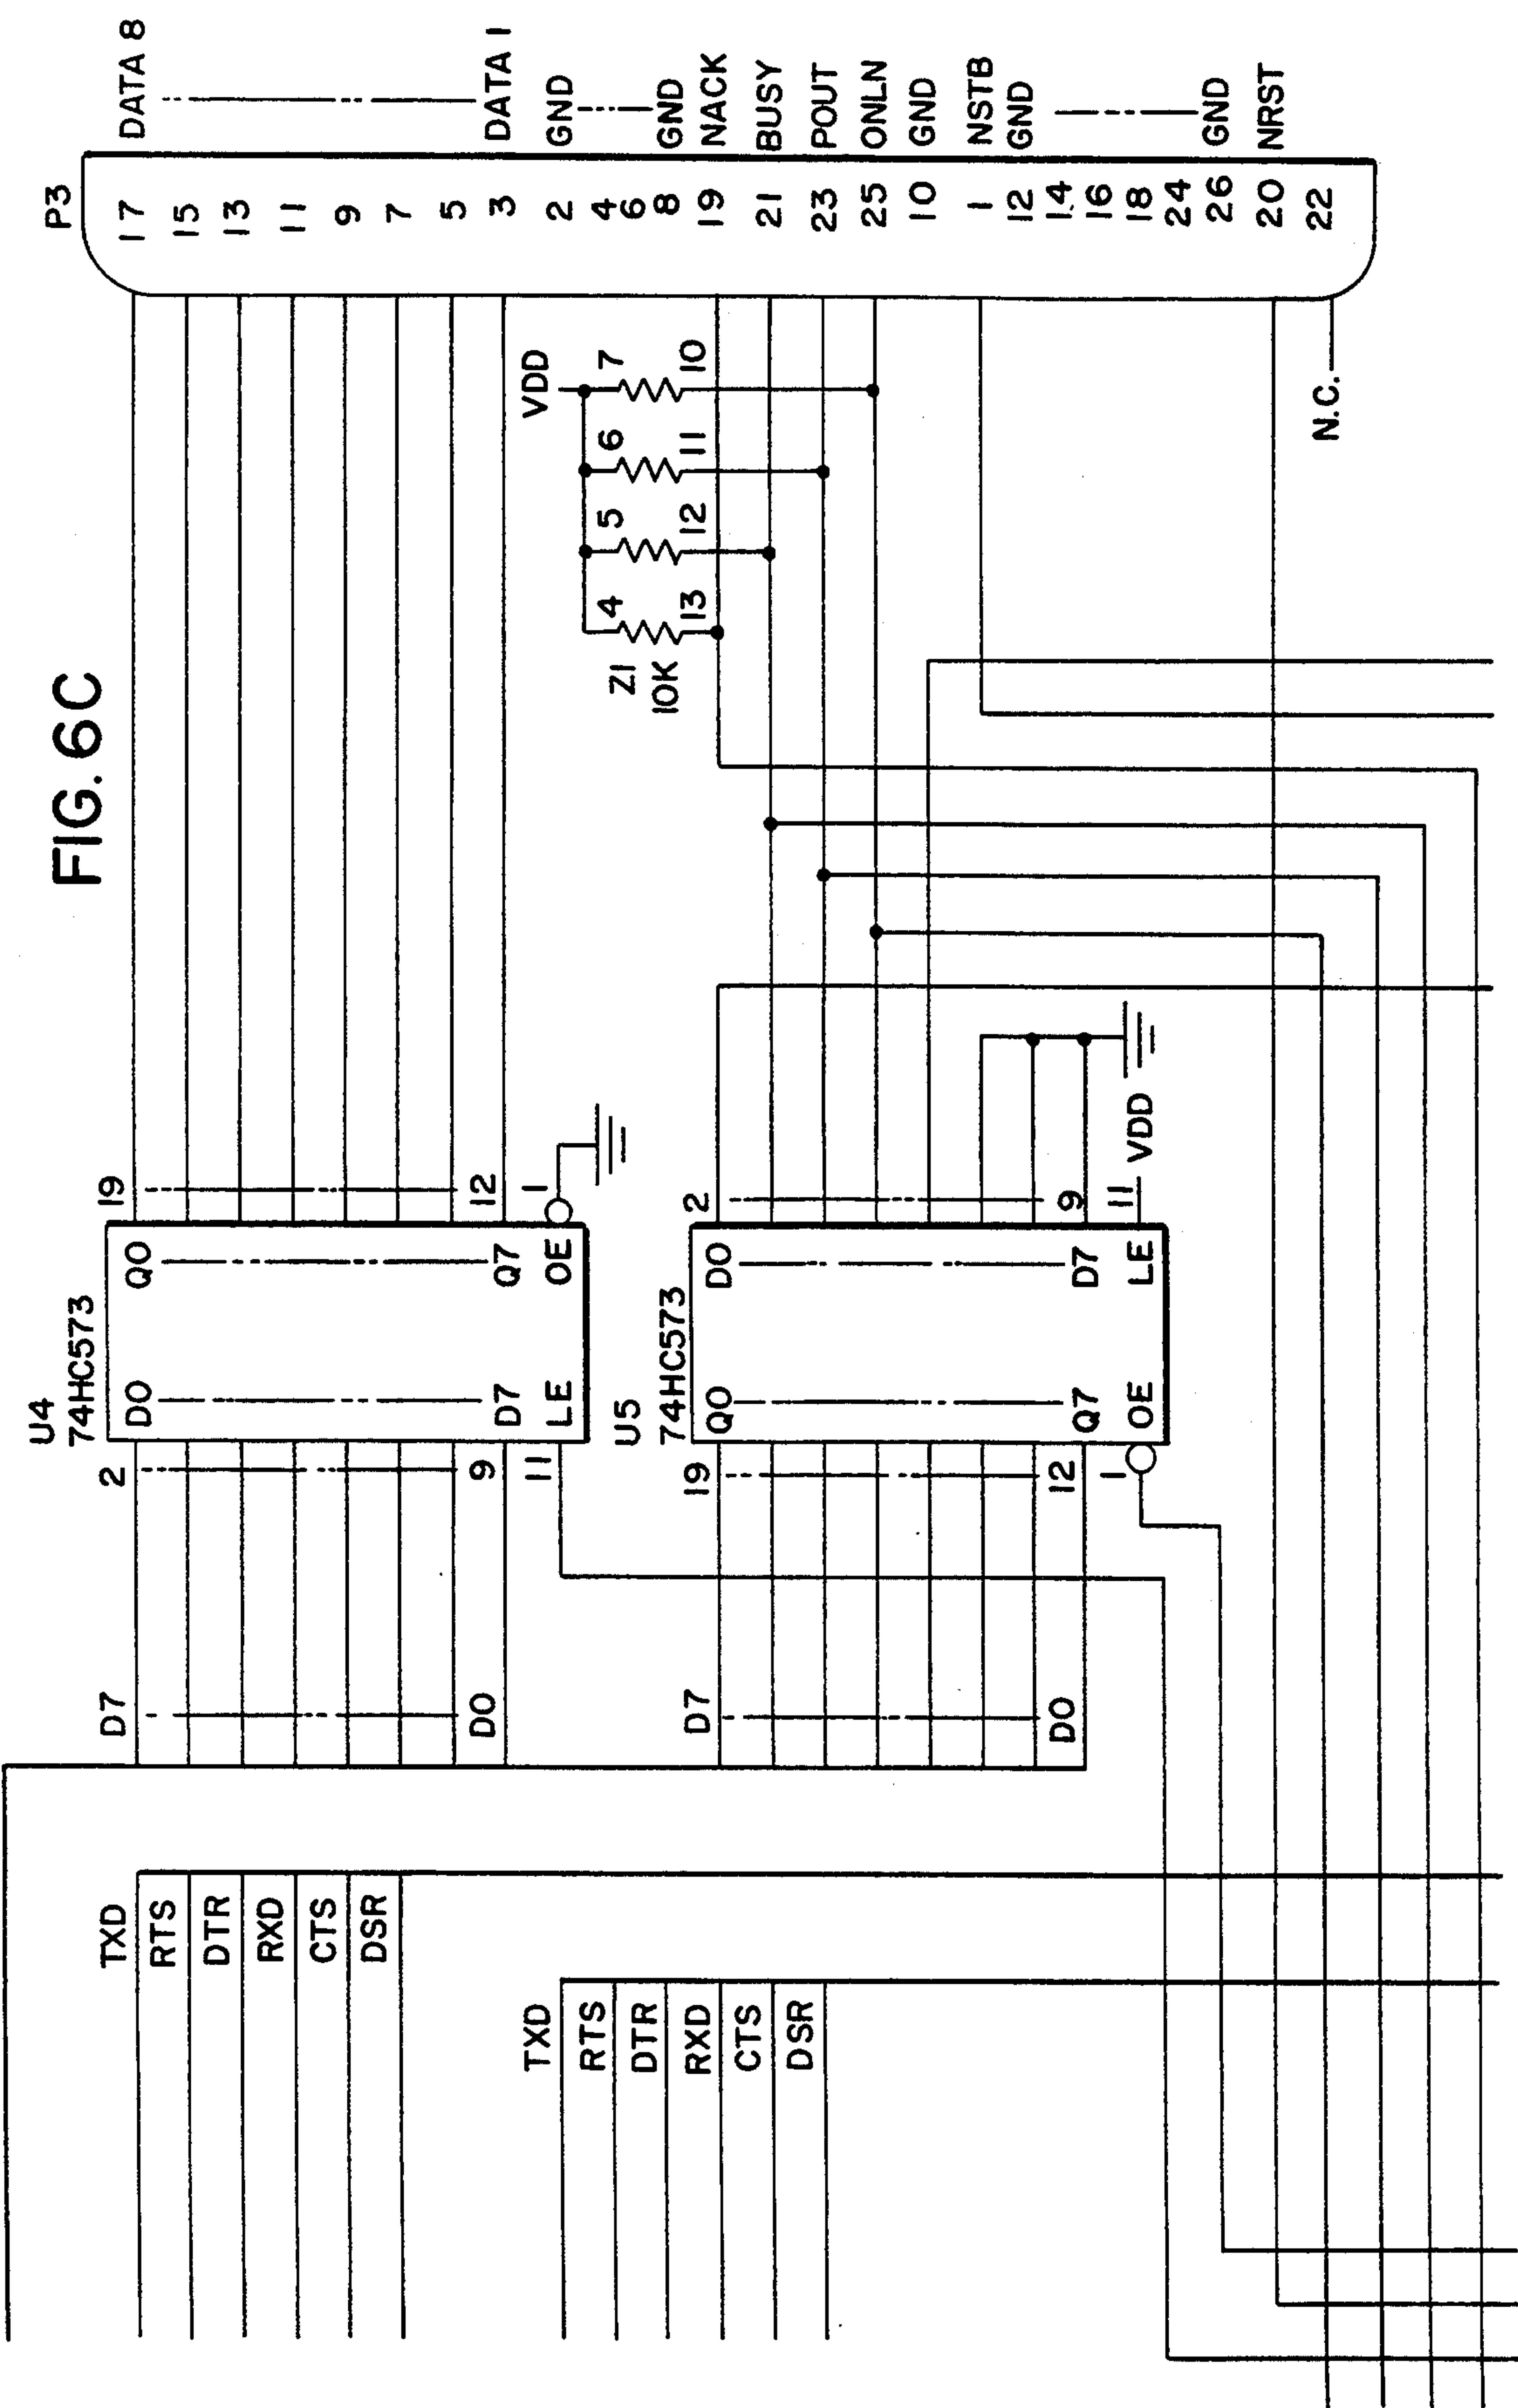 FIG. 6C
U4
74HC573
D0
Q0
D7
Q7
LE
OE
2
9
11
19
12
1
D7
D0
U5
74HC573
Q0
D0
Q7
D7
OE
LE
19
12
1
2
9
11
VDD
D7
D0
TXD
RTS
DTR
RXD
CTS
DSR
TXD
RTS
DTR
RXD
CTS
DSR
VDD
Z1
10K
4
5
6
7
13
12
11
10
N.C.
P3
17 DATA 8
15
13
11
9
7
5
3 DATA 1
2 GND
4
6
8 GND
19 NACK
21 BUSY
23 POUT
25 ONLN
10 GND
1 NSTB
12 GND
14
16
18
24
26 GND
20 NRST
22